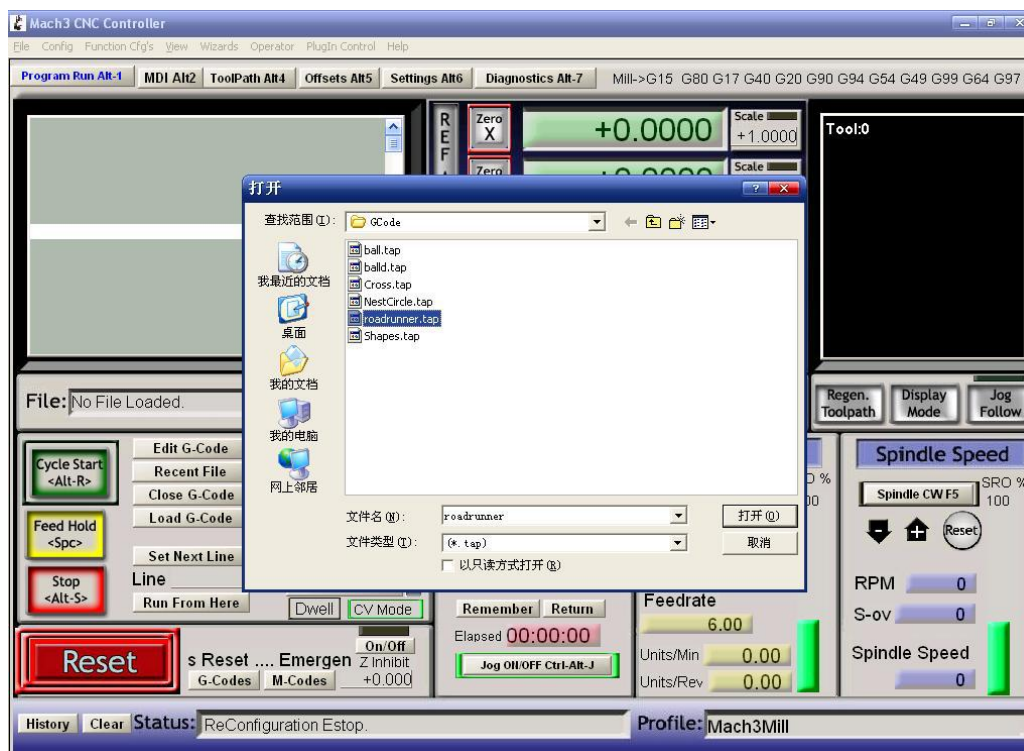 Mach3 CNC Controller
File Config Function Cfg's View Wizards Operator PlugIn Control Help
Program Run Alt-1 MDI Alt2 ToolPath Alt4 Offsets Alt5 Settings Alt6 Diagnostics Alt-7 Mill->G15 G80 G17 G40 G20 G90 G94 G54 G49 G99 G64 G97
REF
Zero X
+0.0000
Scale
+1.0000
Tool:0
Zero
Scale
打开
查找范围(I):
GCode
我最近的文档
桌面
我的文档
我的电脑
网上邻居
ball.tap
balld.tap
Cross.tap
NestCircle.tap
roadrunner.tap
Shapes.tap
文件名(N):
roadrunner
打开(O)
文件类型(T):
(*.tap)
取消
以只读方式打开(R)
File: No File Loaded.
Regen. Toolpath
Display Mode
Jog Follow
Cycle Start
<Alt-R>
Feed Hold
<Spc>
Stop
<Alt-S>
Edit G-Code
Recent File
Close G-Code
Load G-Code
Set Next Line
Line
Run From Here
Dwell
CV Mode
Reset
s Reset .... Emergen
G-Codes
M-Codes
On/Off
Z Inhibit
+0.000
Remember
Return
Elapsed 00:00:00
Jog ON/OFF Ctrl-Alt-J
Feedrate
6.00
Units/Min 0.00
Units/Rev 0.00
Spindle Speed
Spindle CW F5
SRO %
100
Reset
RPM 0
S-ov 0
Spindle Speed
0
History
Clear
Status: ReConfiguration Estop.
Profile: Mach3Mill